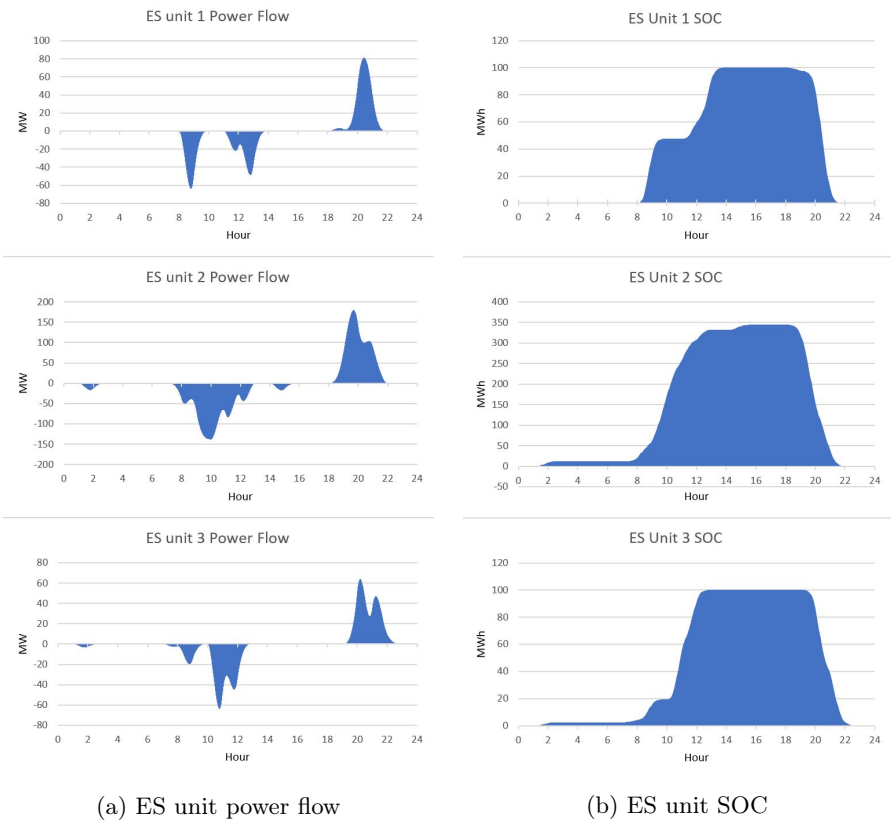 ES unit 1 Power Flow
100
80
60
40
20
0
-20
-40
-60
-80
MW
0 2 4 6 8 10 12 14 16 18 20 22 24
Hour
ES Unit 1 SOC
120
100
80
60
40
20
0
MWh
0 2 4 6 8 10 12 14 16 18 20 22 24
Hour
ES unit 2 Power Flow
200
150
100
50
0
-50
-100
-150
-200
MW
0 2 4 6 8 10 12 14 16 18 20 22 24
Hour
ES Unit 2 SOC
400
350
300
250
200
150
100
50
0
-50
MWh
0 2 4 6 8 10 12 14 16 18 20 22 24
Hour
ES unit 3 Power Flow
80
60
40
20
0
-20
-40
-60
-80
MW
0 2 4 6 8 10 12 14 16 18 20 22 24
Hour
ES Unit 3 SOC
120
100
80
60
40
20
0
MWh
0 2 4 6 8 10 12 14 16 18 20 22 24
Hour
(a) ES unit power flow
(b) ES unit SOC